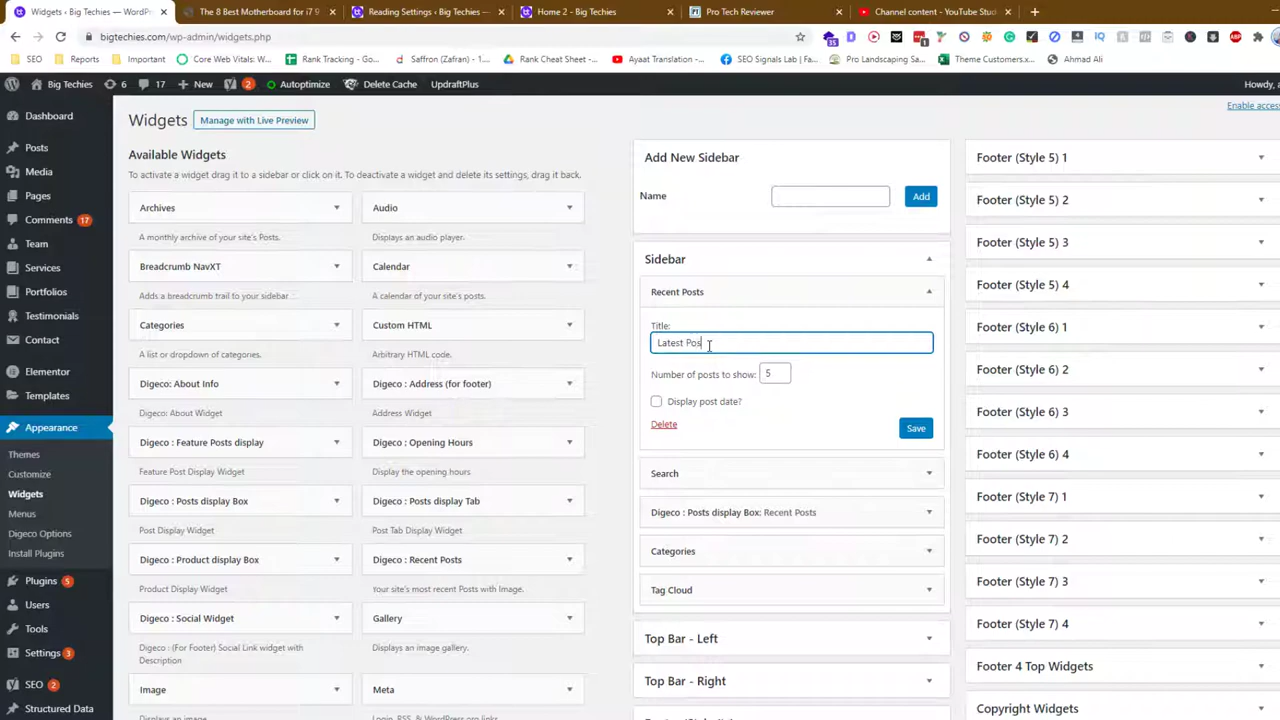 Widgets ‹ Big Techies — WordPr
The 8 Best Motherboard for i7 9
Reading Settings ‹ Big Techies —
Home 2 - Big Techies
Pro Tech Reviewer
Channel content - YouTube Stud
bigtechies.com/wp-admin/widgets.php
SEO
Reports
Important
Core Web Vitals: W...
Rank Tracking - Go...
Saffron (Zafran) - 1....
Rank Cheat Sheet -...
Ayaat Translation -...
SEO Signals Lab | Fa...
Pro Landscaping Sa...
Theme Customers.x...
Ahmad Ali
Big Techies
6
17
New
2
Autoptimize
Delete Cache
UpdraftPlus
Howdy, a
Enable access
Dashboard
Posts
Media
Pages
Comments 17
Team
Services
Portfolios
Testimonials
Contact
Elementor
Templates
Appearance
Themes
Customize
Widgets
Menus
Digeco Options
Install Plugins
Plugins 5
Users
Tools
Settings 3
SEO 2
Structured Data
Widgets
Manage with Live Preview
Available Widgets
To activate a widget drag it to a sidebar or click on it. To deactivate a widget and delete its settings, drag it back.
Archives
A monthly archive of your site's Posts.
Audio
Displays an audio player.
Breadcrumb NavXT
Adds a breadcrumb trail to your sidebar
Calendar
A calendar of your site's posts.
Categories
A list or dropdown of categories.
Custom HTML
Arbitrary HTML code.
Digeco: About Info
Digeco: About Widget
Digeco : Address (for footer)
Address Widget
Digeco : Feature Posts display
Feature Post Display Widget
Digeco : Opening Hours
Display the opening hours
Digeco : Posts display Box
Post Display Widget
Digeco : Posts display Tab
Post Tab Display Widget
Digeco : Product display Box
Product Display Widget
Digeco : Recent Posts
Your site's most recent Posts with Image.
Digeco : Social Widget
Digeco : (For Footer) Social Link widget with
Description
Gallery
Displays an image gallery.
Image
Displays an image
Meta
Login, RSS, & WordPress.org links.
Add New Sidebar
Name
Add
Sidebar
Recent Posts
Title:
Latest Pos
Number of posts to show: 5
Display post date?
Delete
Save
Search
Digeco : Posts display Box: Recent Posts
Categories
Tag Cloud
Top Bar - Left
Top Bar - Right
Footer (Style 5) 1
Footer (Style 5) 2
Footer (Style 5) 3
Footer (Style 5) 4
Footer (Style 6) 1
Footer (Style 6) 2
Footer (Style 6) 3
Footer (Style 6) 4
Footer (Style 7) 1
Footer (Style 7) 2
Footer (Style 7) 3
Footer (Style 7) 4
Footer 4 Top Widgets
Copyright Widgets